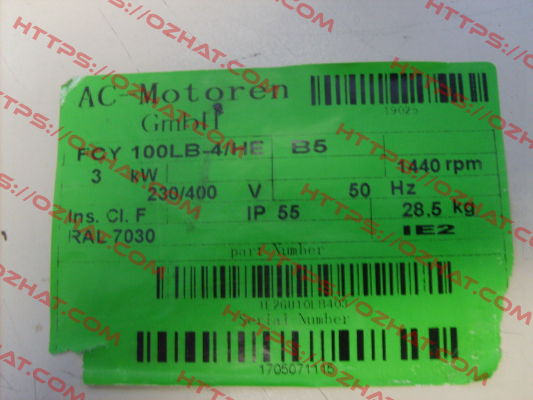 AC-Motoren
GmbH
19025
FCY 100LB-4/HE B5
3 kW 1440 rpm
230/400 V 50 Hz
Ins. Cl. F IP 55 28,5 kg
RAL 7030 IE2
part Number
Serial Number
1705071115
HTTPS://OZHAT.COM